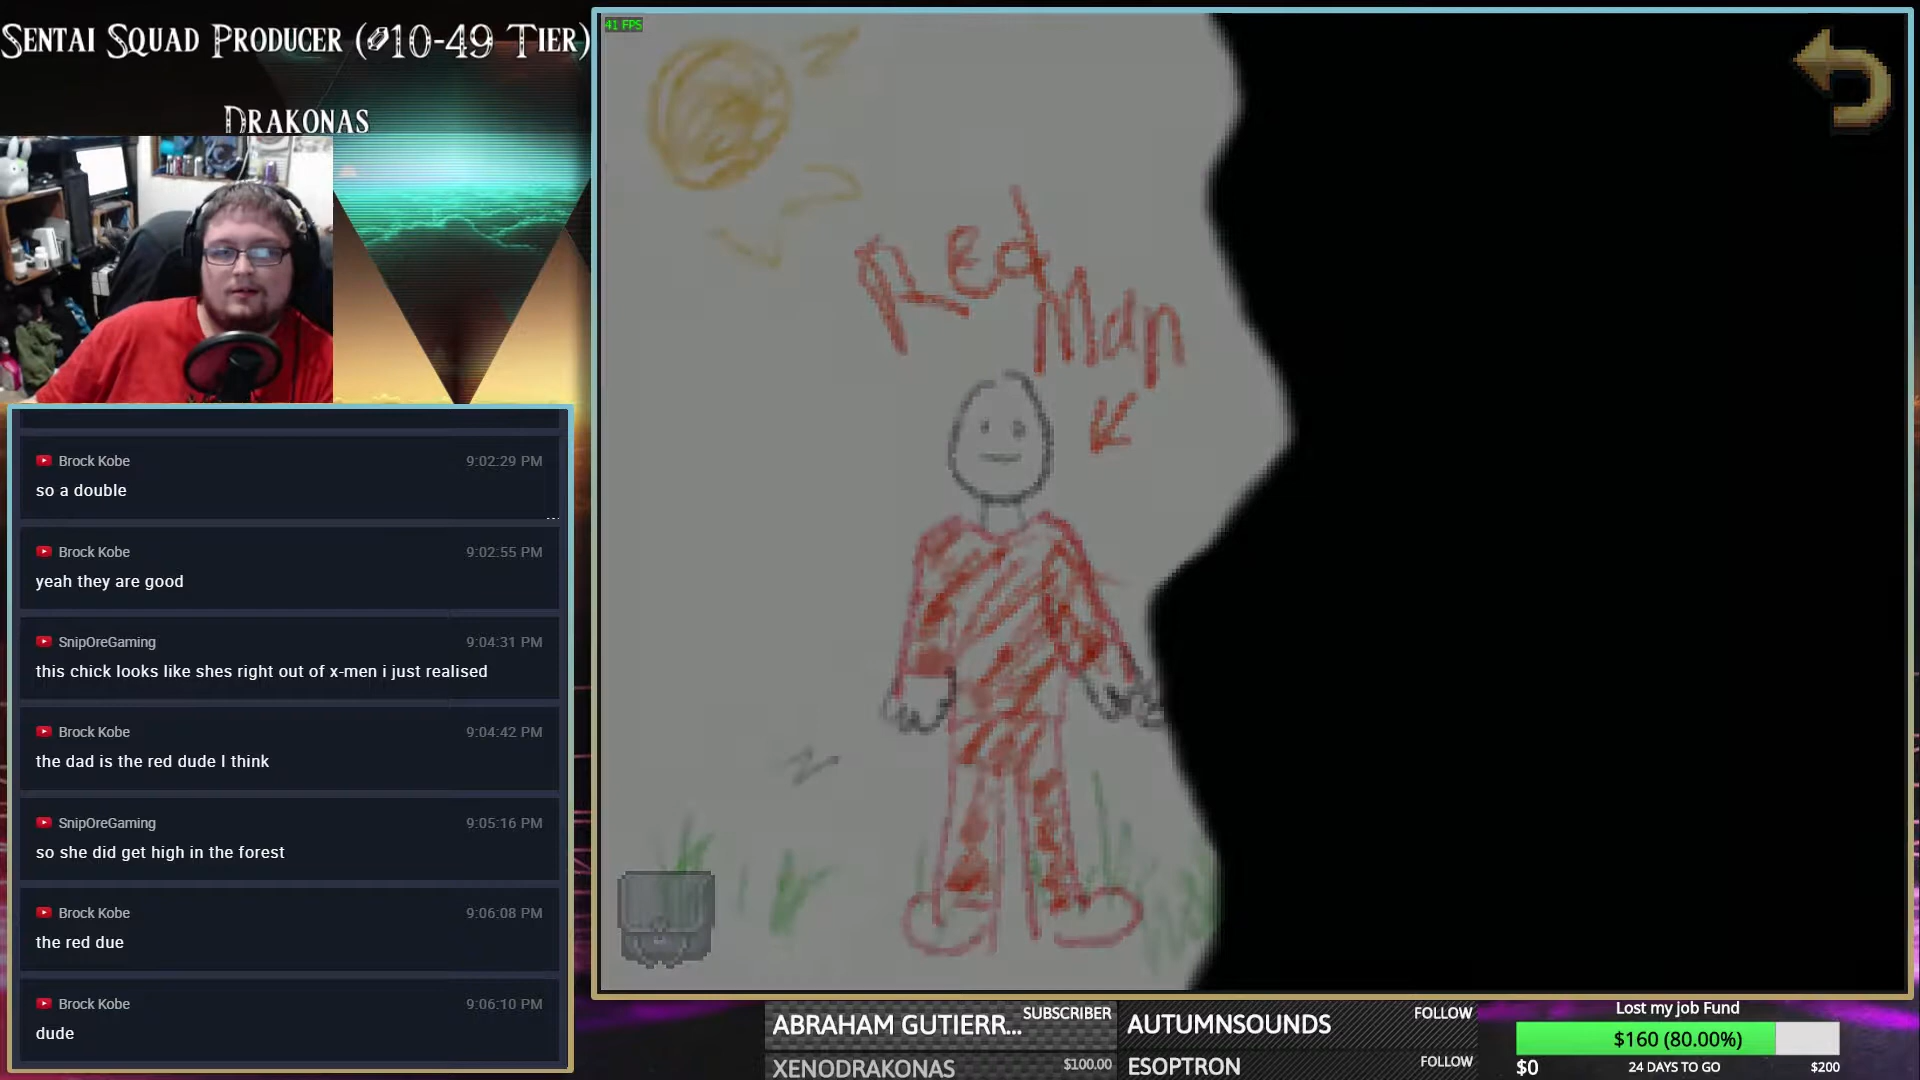 SENTAI SQUAD PRODUCER (10-49 TIER)
DRAKONAS
Brock Kobe 9:02:29 PM
so a double
Brock Kobe 9:02:55 PM
yeah they are good
SnipOreGaming 9:04:31 PM
this chick looks like shes right out of x-men i just realised
Brock Kobe 9:04:42 PM
the dad is the red dude I think
SnipOreGaming 9:05:16 PM
so she did get high in the forest
Brock Kobe 9:06:08 PM
the red due
Brock Kobe 9:06:10 PM
dude
41 FPS
Red
Man
ABRAHAM GUTIERR... SUBSCRIBER
XENODRAKONAS $100.00
AUTUMNSOUNDS FOLLOW
ESOPTRON FOLLOW
Lost my job Fund
$160 (80.00%)
$0 24 DAYS TO GO $200